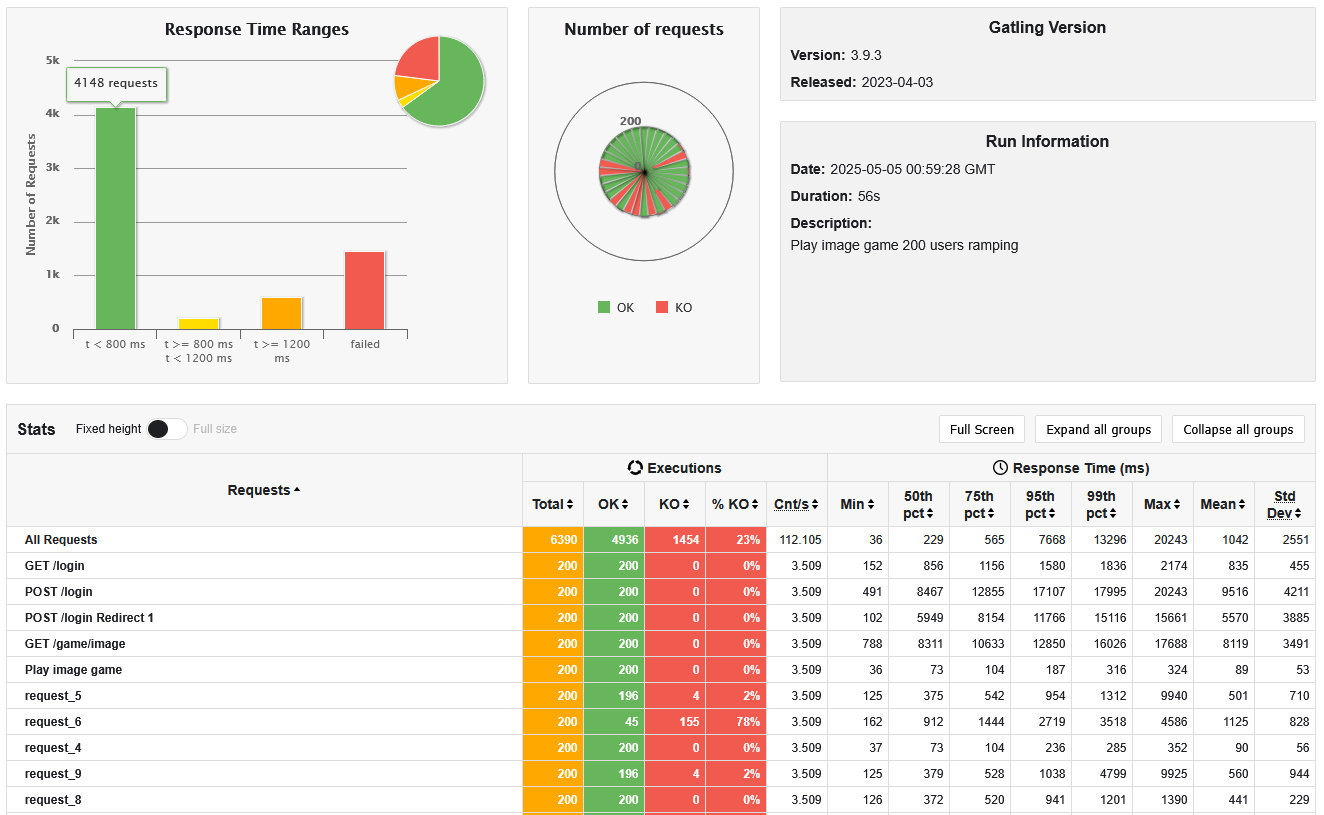 Response Time Ranges
5k
4148 requests
4k
3k
2k
1k
0
Number of Requests
t < 800 ms
t >= 800 ms
t < 1200 ms
t >= 1200
ms
failed
Number of requests
200
0
OK
KO
Gatling Version
Version: 3.9.3
Released: 2023-04-03
Run Information
Date: 2025-05-05 00:59:28 GMT
Duration: 56s
Description:
Play image game 200 users ramping
Stats Fixed height Full size Full Screen Expand all groups Collapse all groups
Executions Response Time (ms)
Requests Total OK KO % KO Cnt/s Min 50th pct 75th pct 95th pct 99th pct Max Mean Std Dev
All Requests 6390 4936 1454 23% 112.105 36 229 565 7668 13296 20243 1042 2551
GET /login 200 200 0 0% 3.509 152 856 1156 1580 1836 2174 835 455
POST /login 200 200 0 0% 3.509 491 8467 12855 17107 17995 20243 9516 4211
POST /login Redirect 1 200 200 0 0% 3.509 102 5949 8154 11766 15116 15661 5570 3885
GET /game/image 200 200 0 0% 3.509 788 8311 10633 12850 16026 17688 8119 3491
Play image game 200 200 0 0% 3.509 36 73 104 187 316 324 89 53
request_5 200 196 4 2% 3.509 125 375 542 954 1312 9940 501 710
request_6 200 45 155 78% 3.509 162 912 1444 2719 3518 4586 1125 828
request_4 200 200 0 0% 3.509 37 73 104 236 285 352 90 56
request_9 200 196 4 2% 3.509 125 379 528 1038 4799 9925 560 944
request_8 200 200 0 0% 3.509 126 372 520 941 1201 1390 441 229